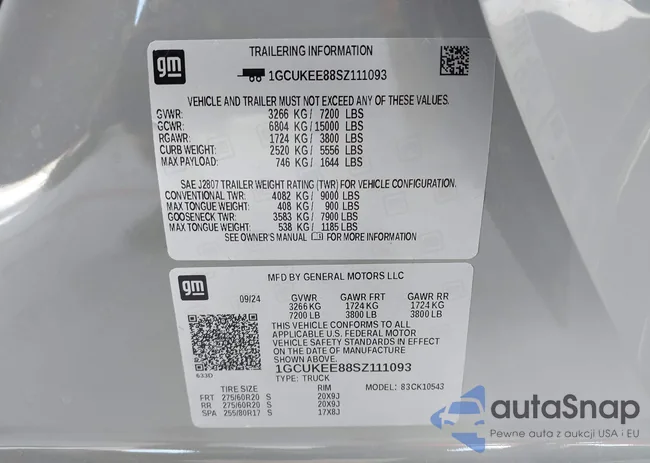 gm
TRAILERING INFORMATION
1GCUKEE88SZ111093
VEHICLE AND TRAILER MUST NOT EXCEED ANY OF THESE VALUES.
GVWR: 3266 KG/ 7200 LBS
GCWR: 6804 KG/ 15000 LBS
RGAWR: 1724 KG/ 3800 LBS
CURB WEIGHT: 2520 KG/ 5556 LBS
MAX PAYLOAD: 746 KG/ 1644 LBS
SAE J2807 TRAILER WEIGHT RATING (TWR) FOR VEHICLE CONFIGURATION.
CONVENTIONAL TWR: 4082 KG/ 9000 LBS
MAX TONGUE WEIGHT: 408 KG/ 900 LBS
GOOSENECK TWR: 3583 KG/ 7900 LBS
MAX TONGUE WEIGHT: 538 KG/ 1185 LBS
SEE OWNER'S MANUAL FOR MORE INFORMATION
gm
MFD BY GENERAL MOTORS LLC
09/24 GVWR GAWR FRT GAWR RR
3266 KG 1724 KG 1724 KG
7200 LB 3800 LB 3800 LB
THIS VEHICLE CONFORMS TO ALL
APPLICABLE U.S. FEDERAL MOTOR
VEHICLE SAFETY STANDARDS IN EFFECT
ON THE DATE OF MANUFACTURE
SHOWN ABOVE.
1GCUKEE88SZ111093
633D
TYPE: TRUCK
MODEL: 83CK10543
TIRE SIZE RIM
FRT 275/60R20 S 20X9J
RR 275/60R20 S 20X9J
SPA 255/80R17 S 17X8J
autaSnap
Pewne auta z aukcji USA i EU